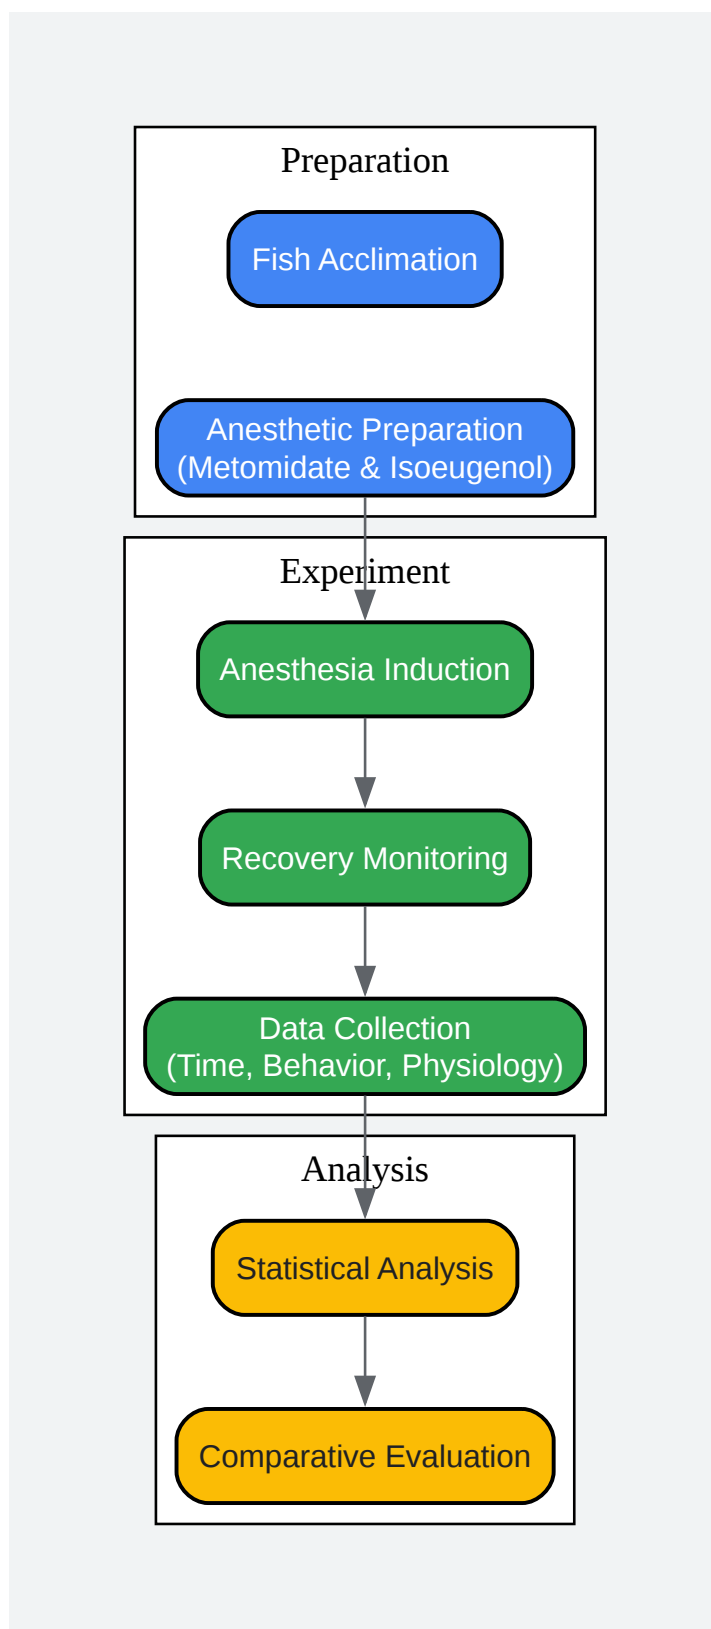 Preparation
Fish Acclimation
Anesthetic Preparation
(Metomidate & Isoeugenol)
Experiment
Anesthesia Induction
Recovery Monitoring
Data Collection
(Time, Behavior, Physiology)
Analysis
Statistical Analysis
Comparative Evaluation